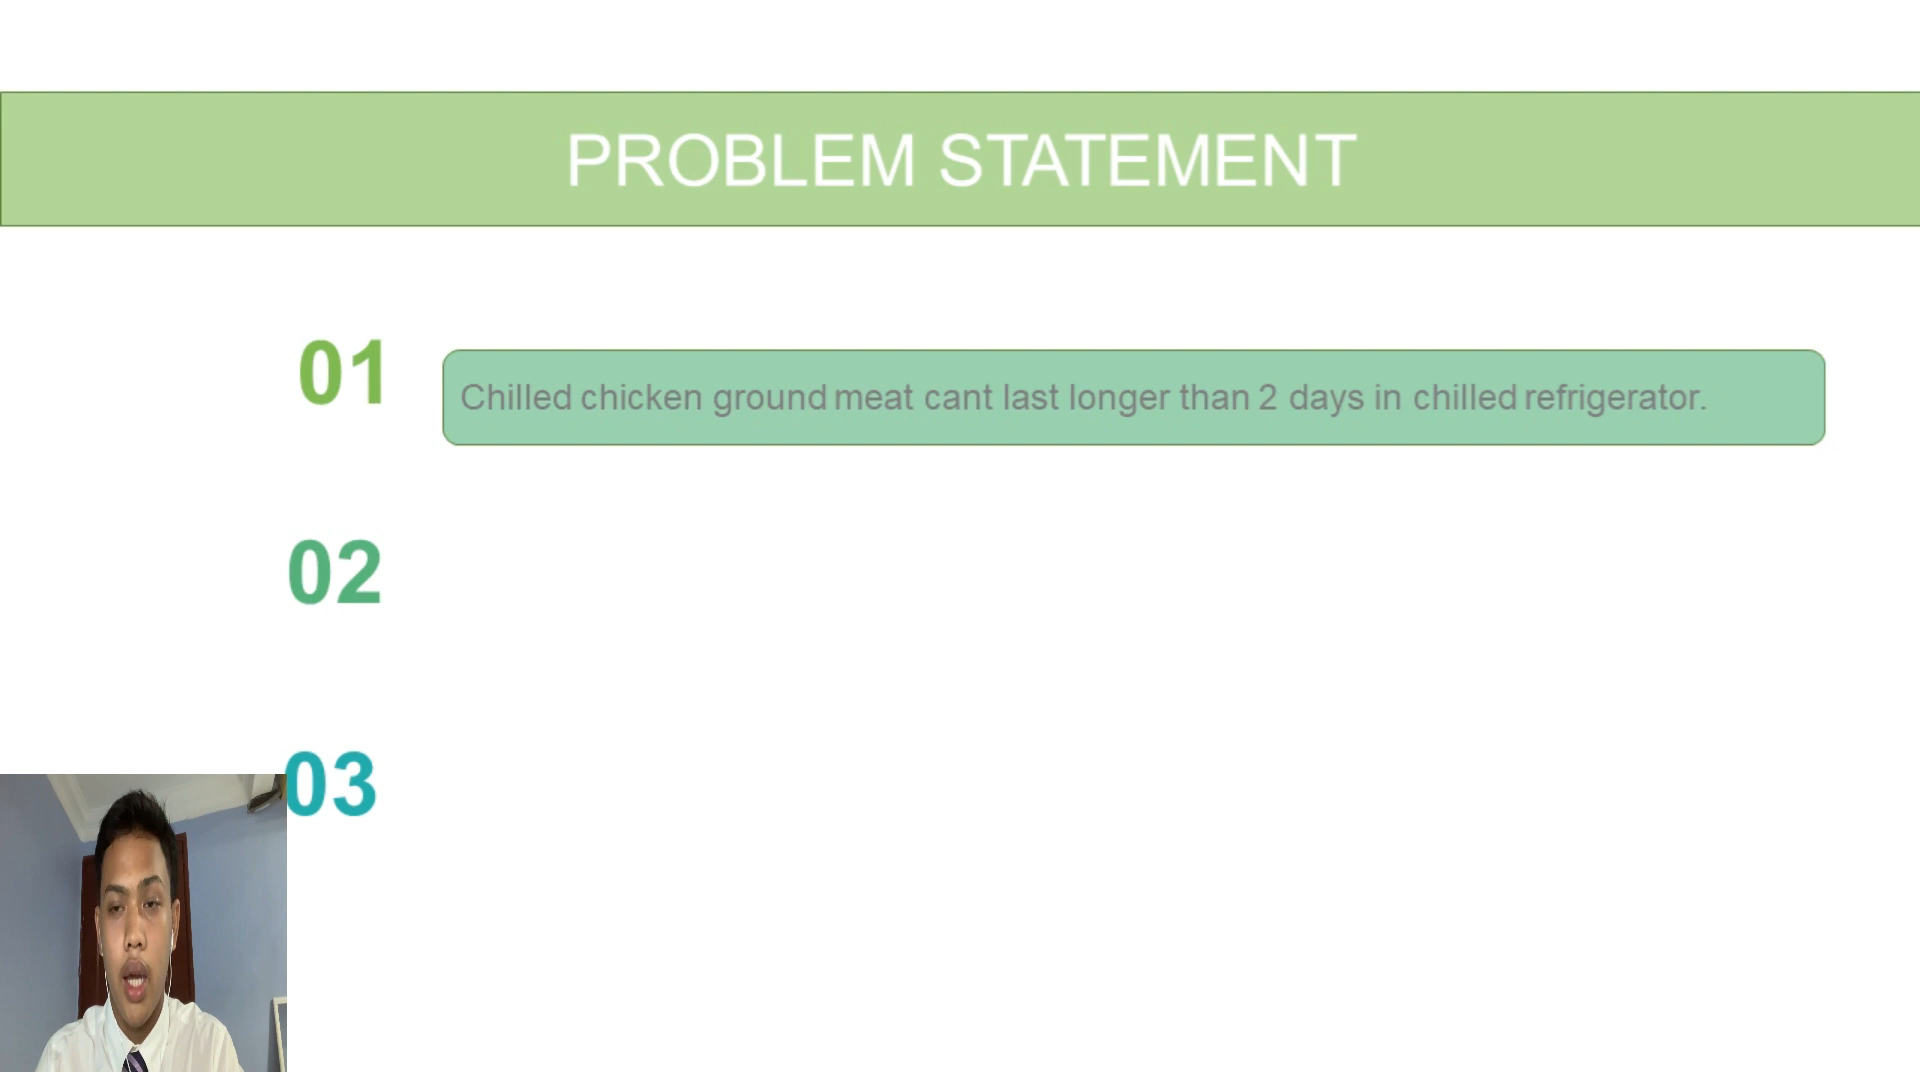 PROBLEM STATEMENT
01
Chilled chicken ground meat cant last longer than 2 days in chilled refrigerator.
02
03